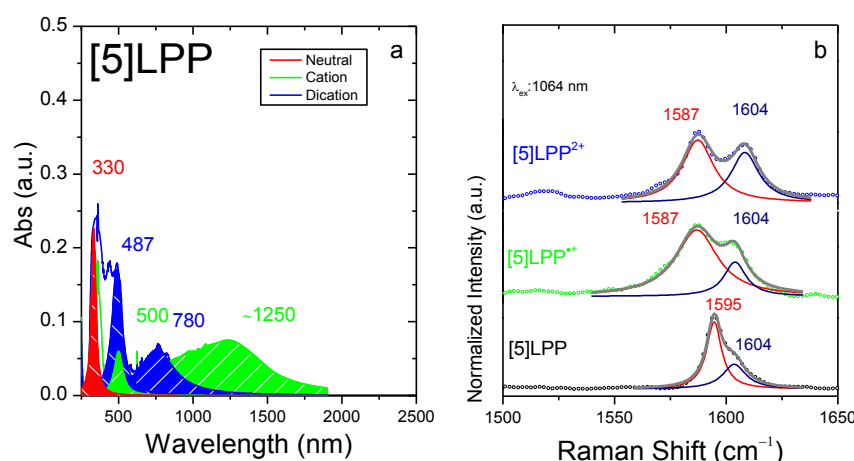 [5]LPP
a
Neutral
Cation
Dication
330
487
500
780
~1250
0.5
0.4
0.3
0.2
0.1
0.0
Abs (a.u.)
500 1000 1500 2000 2500
Wavelength (nm)
b
λex:1064 nm
1587 1604
[5]LPP2+
1587 1604
[5]LPP•+
1595
1604
[5]LPP
Normalized Intensity (a.u.)
1500 1550 1600 1650
Raman Shift (cm−1)